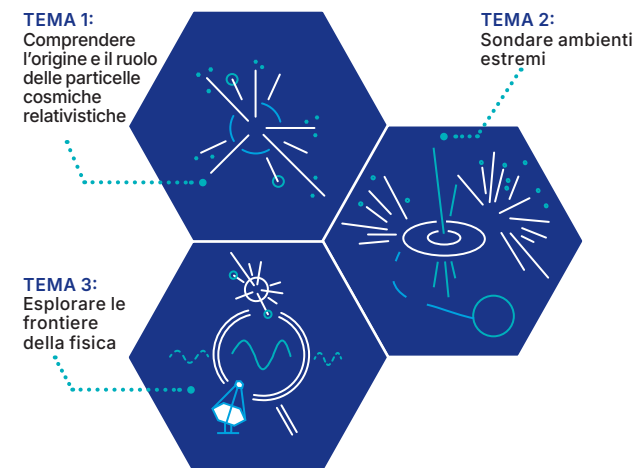 TEMA 1:
Comprendere
l'origine e il ruolo
delle particelle
cosmiche
relativistiche
TEMA 2:
Sondare ambienti
estremi
TEMA 3:
Esplorare le
frontiere
della fisica